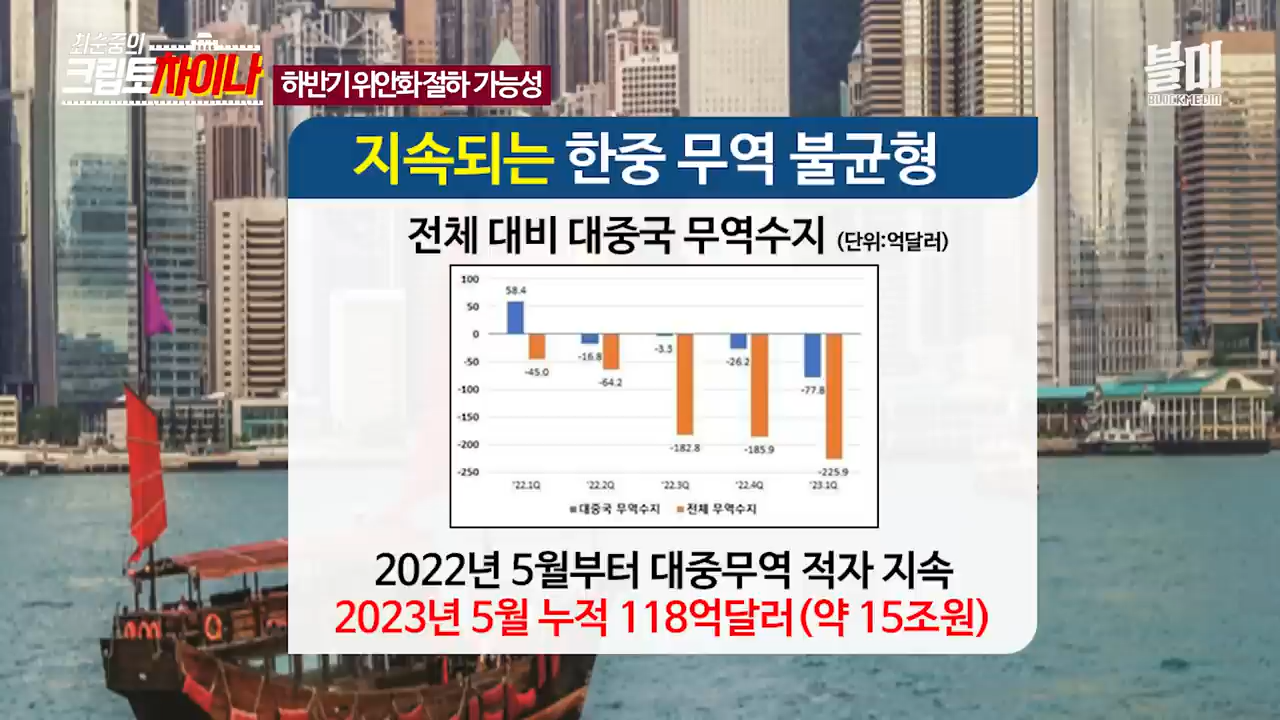 최순중의
크립토차이나
하반기 위안화 절하 가능성
블미
BLOCKMEDIA
지속되는 한중 무역 불균형
전체 대비 대중국 무역수지 (단위:억달러)
100
50
0
-50
-100
-150
-200
-250
58.4
-45.0
-16.8
-64.2
-3.3
-182.8
-26.2
-185.9
-77.8
-225.9
'22.1Q
'22.2Q
'22.3Q
'22.4Q
'23.1Q
■대중국 무역수지 ■전체 무역수지
2022년 5월부터 대중무역 적자 지속
2023년 5월 누적 118억달러(약 15조원)